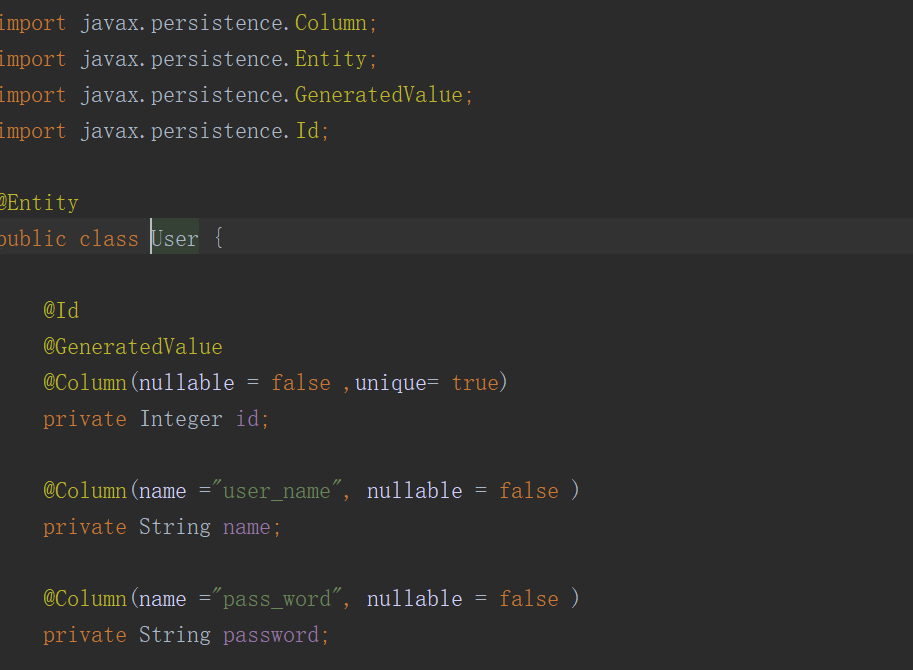 import javax.persistence.Column;
import javax.persistence.Entity;
import javax.persistence.GeneratedValue;
import javax.persistence.Id;
@Entity
public class User {
@Id
@GeneratedValue
@Column(nullable = false ,unique= true)
private Integer id;
@Column(name ="user_name", nullable = false )
private String name;
@Column(name ="pass_word", nullable = false )
private String password;